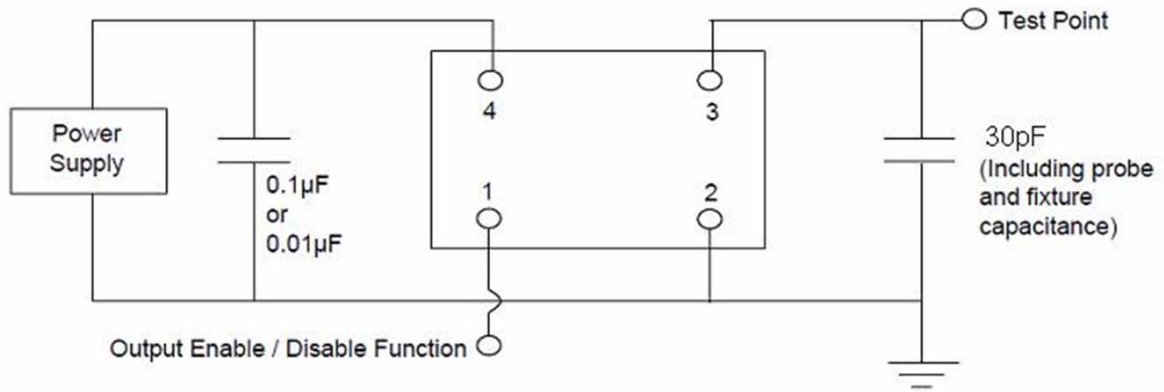 Test Point
4
3
Power
Supply
30pF
(Including probe
and fixture
capacitance)
0.1µF
or
0.01µF
1
2
Output Enable / Disable Function